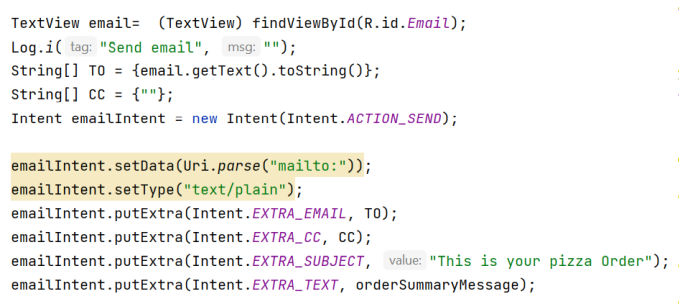 TextView email=  (TextView) findViewById(R.id.Email);
Log.i( tag: "Send email",  msg: "");
String[] TO = {email.getText().toString()};
String[] CC = {""};
Intent emailIntent = new Intent(Intent.ACTION_SEND);
emailIntent.setData(Uri.parse("mailto:"));
emailIntent.setType("text/plain");
emailIntent.putExtra(Intent.EXTRA_EMAIL, TO);
emailIntent.putExtra(Intent.EXTRA_CC, CC);
emailIntent.putExtra(Intent.EXTRA_SUBJECT,  value: "This is your pizza Order");
emailIntent.putExtra(Intent.EXTRA_TEXT, orderSummaryMessage);